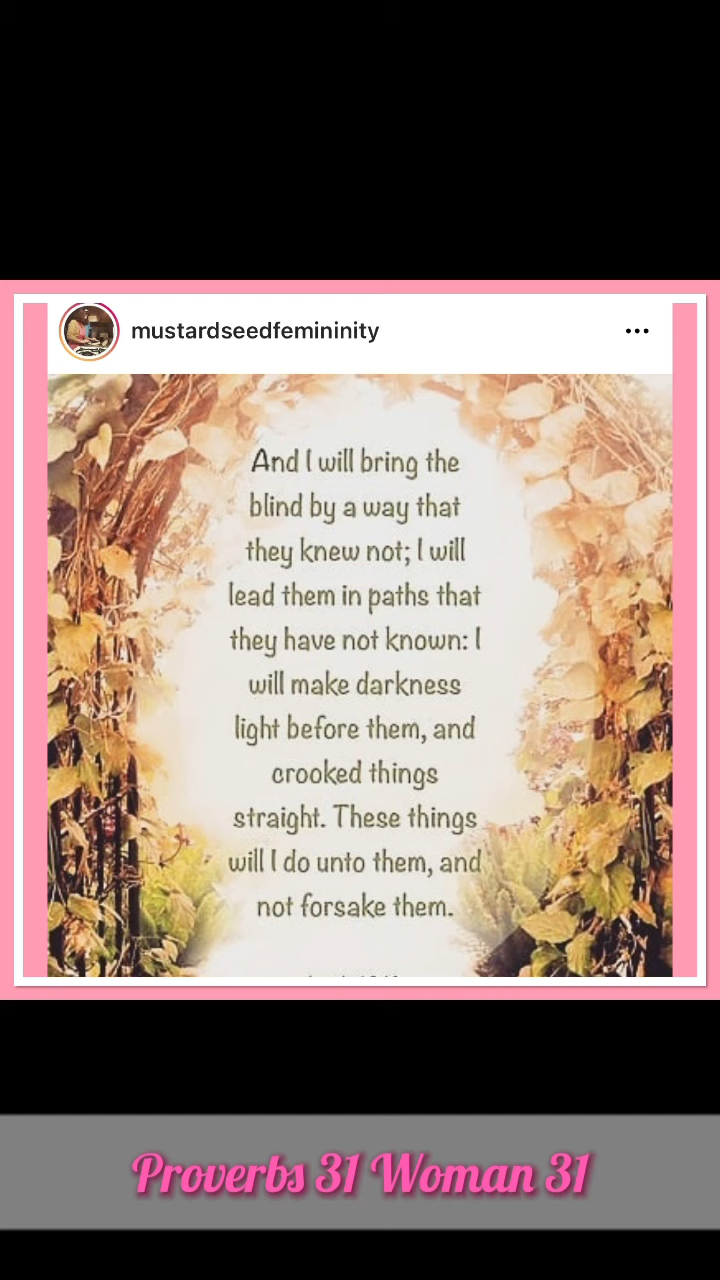 mustardseedfemininity
And I will bring the
blind by a way that
they knew not; I will
lead them in paths that
they have not known: I
will make darkness
light before them, and
crooked things
straight. These things
will I do unto them, and
not forsake them.
Proverbs 31 Woman 31